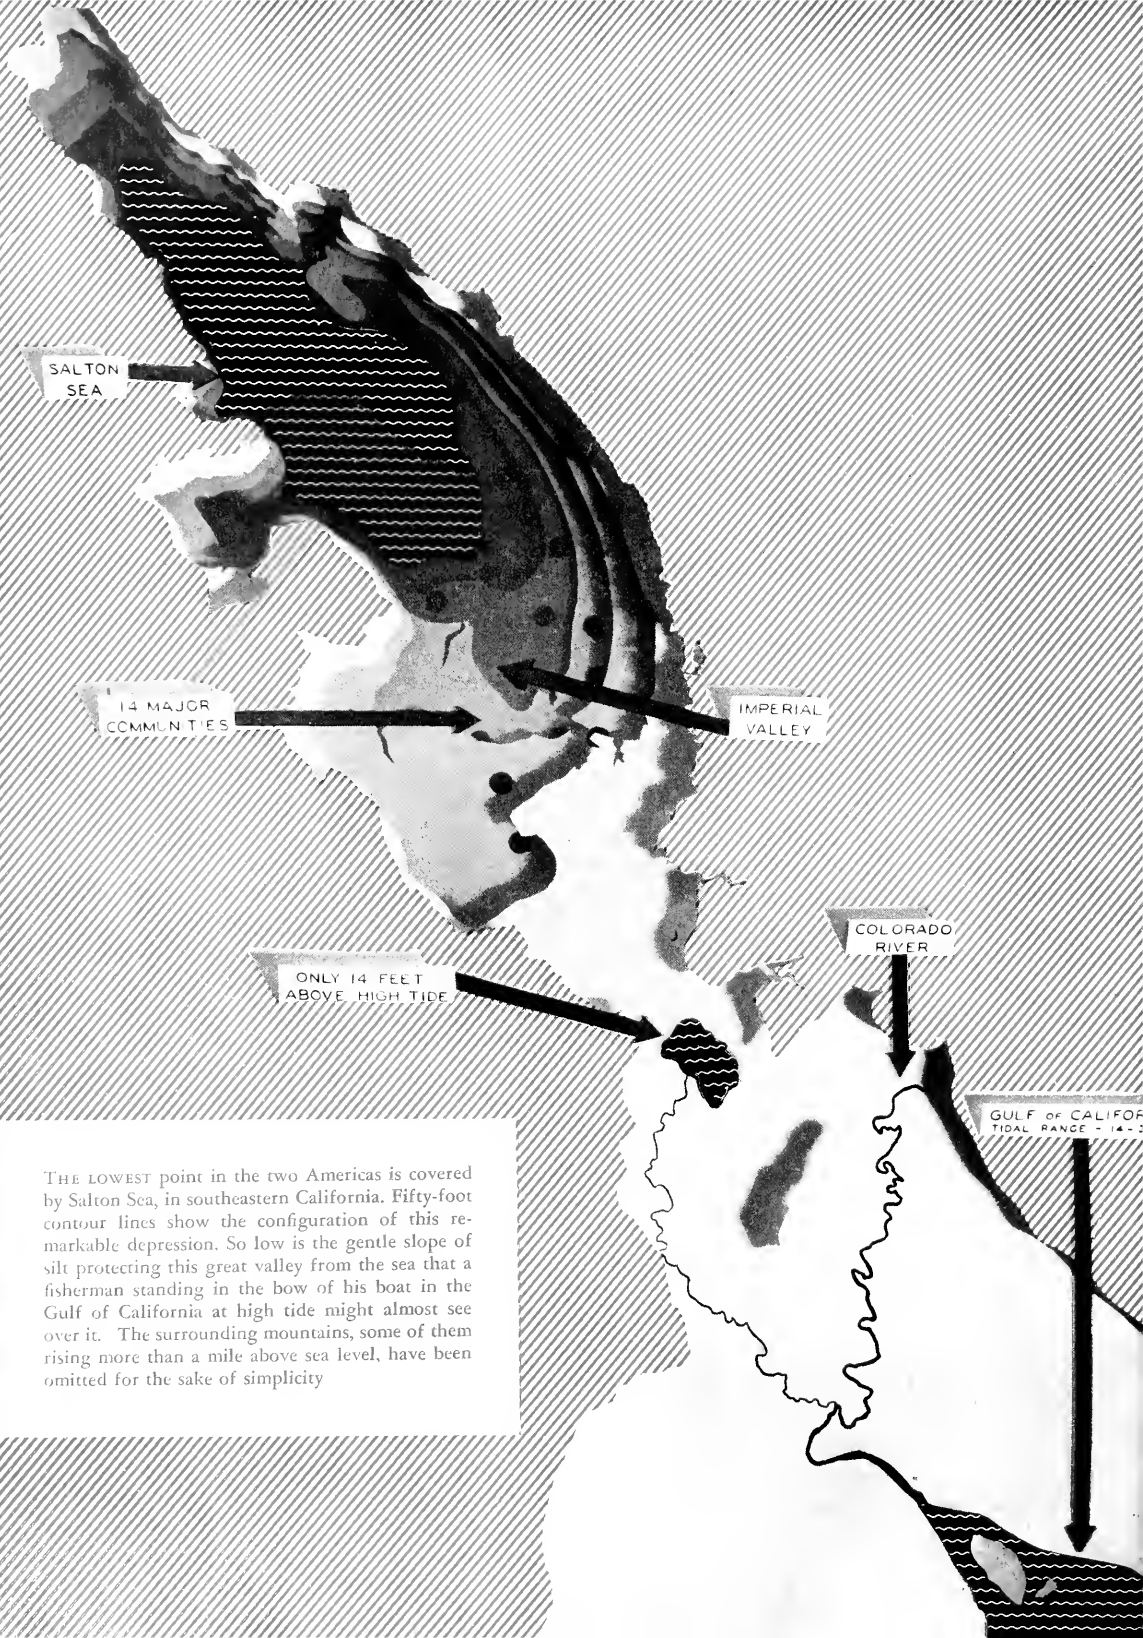 SALTON
SEA
14 MAJOR
COMMUNITIES
IMPERIAL
VALLEY
COLORADO
RIVER
ONLY 14 FEET
ABOVE HIGH TIDE
GULF OF CALIFOR
TIDAL RANGE - 14-
THE LOWEST point in the two Americas is covered
by Salton Sea, in southeastern California. Fifty-foot
contour lines show the configuration of this re-
markable depression. So low is the gentle slope of
silt protecting this great valley from the sea that a
fisherman standing in the bow of his boat in the
Gulf of California at high tide might almost see
over it. The surrounding mountains, some of them
rising more than a mile above sea level, have been
omitted for the sake of simplicity